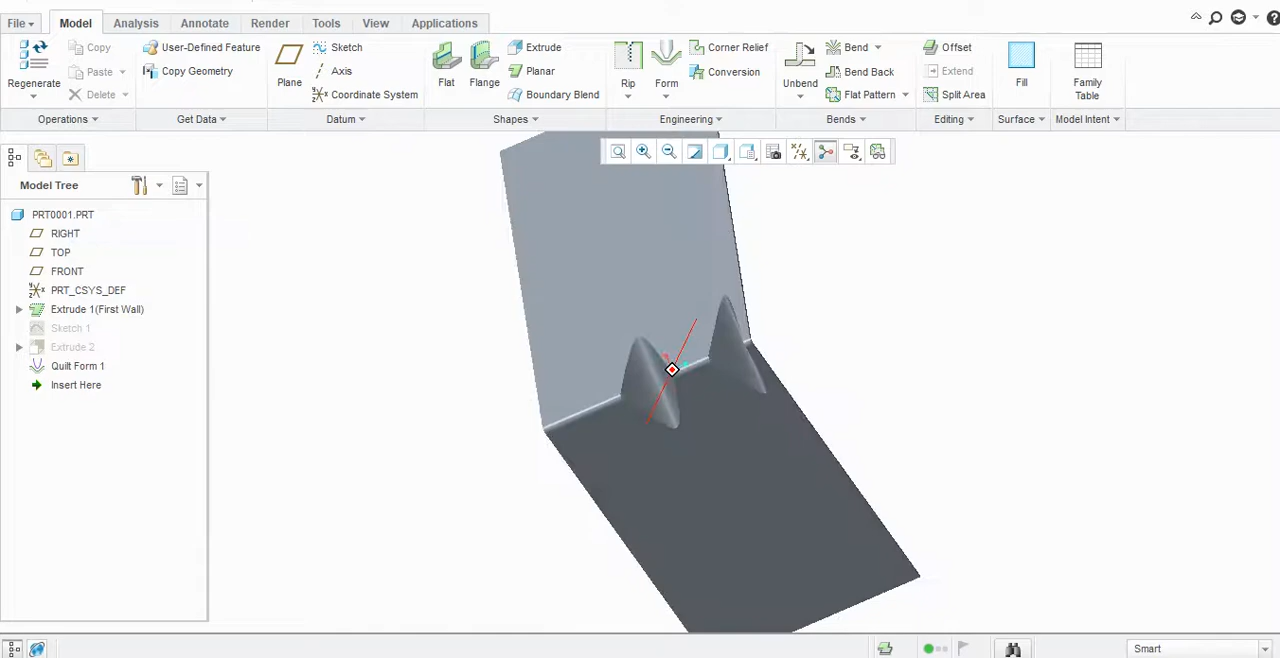 File Model Analysis Annotate Render Tools View Applications
Regenerate
Copy
Paste
Delete
User-Defined Feature
Copy Geometry
Plane
Sketch
Axis
Coordinate System
Flat
Flange
Extrude
Planar
Boundary Blend
Rip
Form
Corner Relief
Conversion
Unbend
Bend
Bend Back
Flat Pattern
Offset
Extend
Split Area
Fill
Family
Table
Operations Get Data Datum Shapes Engineering Bends Editing Surface Model Intent
Model Tree
PRT0001.PRT
RIGHT
TOP
FRONT
PRT_CSYS_DEF
Extrude 1(First Wall)
Sketch 1
Extrude 2
Quilt Form 1
Insert Here
Smart